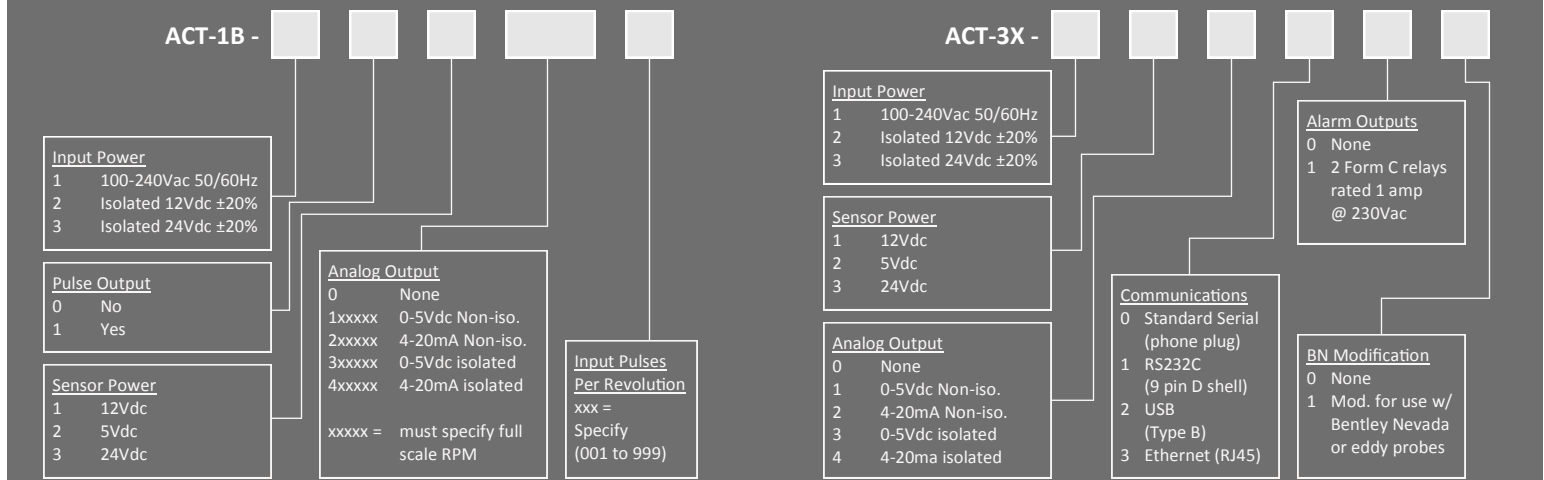 ACT-1B -
Input Power
1 100-240Vac 50/60Hz
2 Isolated 12Vdc ±20%
3 Isolated 24Vdc ±20%
Pulse Output
0 No
1 Yes
Sensor Power
1 12Vdc
2 5Vdc
3 24Vdc
Analog Output
0 None
1xxxxx 0-5Vdc Non-iso.
2xxxxx 4-20mA Non-iso.
3xxxxx 0-5Vdc isolated
4xxxxx 4-20mA isolated
xxxxx = must specify full
scale RPM
Input Pulses
Per Revolution
xxx =
Specify
(001 to 999)
ACT-3X -
Input Power
1 100-240Vac 50/60Hz
2 Isolated 12Vdc ±20%
3 Isolated 24Vdc ±20%
Sensor Power
1 12Vdc
2 5Vdc
3 24Vdc
Analog Output
0 None
1 0-5Vdc Non-iso.
2 4-20mA Non-iso.
3 0-5Vdc isolated
4 4-20ma isolated
Communications
0 Standard Serial
(phone plug)
1 RS232C
(9 pin D shell)
2 USB
(Type B)
3 Ethernet (RJ45)
Alarm Outputs
0 None
1 2 Form C relays
rated 1 amp
@ 230Vac
BN Modification
0 None
1 Mod. for use w/
Bentley Nevada
or eddy probes